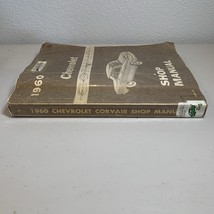 1960
Chevrolet
SHOP
MANUAL
1960 CHEVROLET CORVAIR SHOP MANUAL